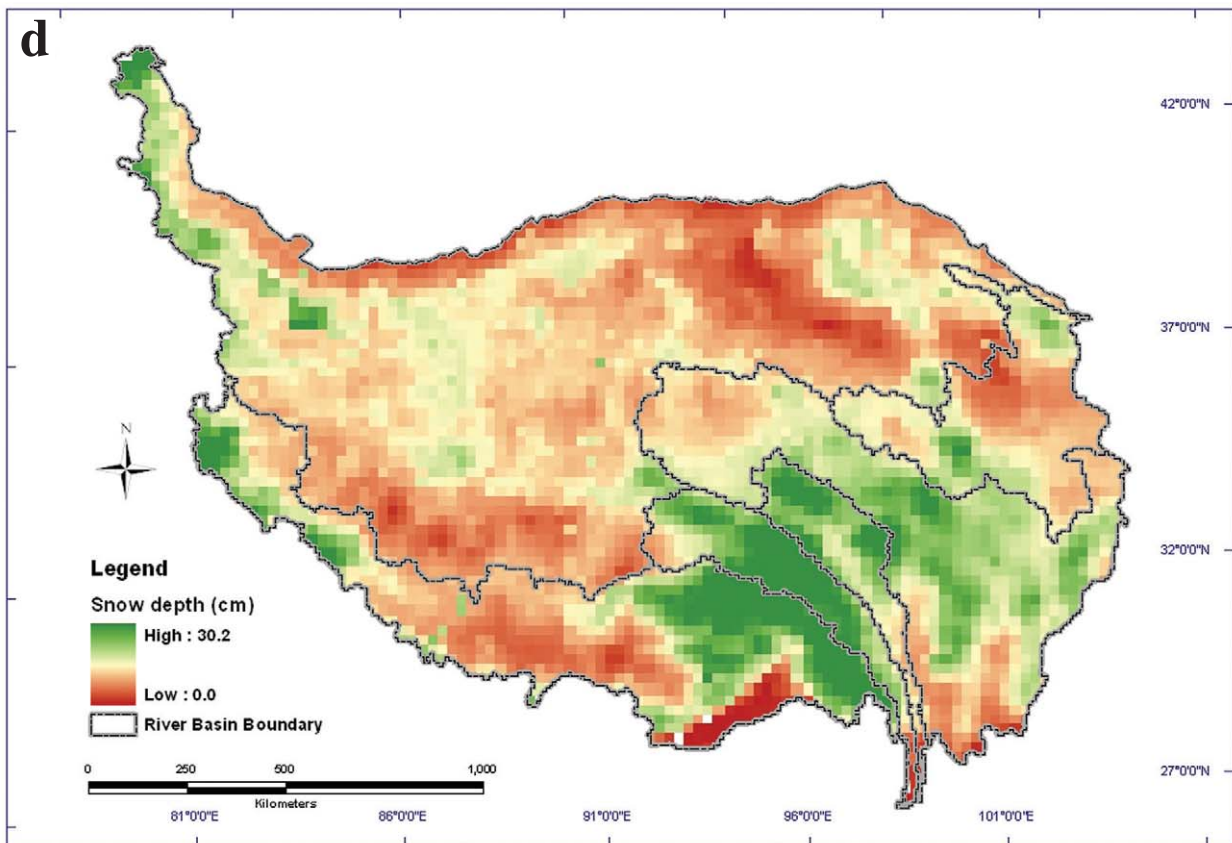 d
42°0'0"N
37°0'0"N
N
32°0'0"N
Legend
Snow depth (cm)
High : 30.2
Low : 0.0
River Basin Boundary
27°0'0"N
0 250 500 1,000
Kilometers
81°0'0"E 86°0'0"E 91°0'0"E 96°0'0"E 101°0'0"E